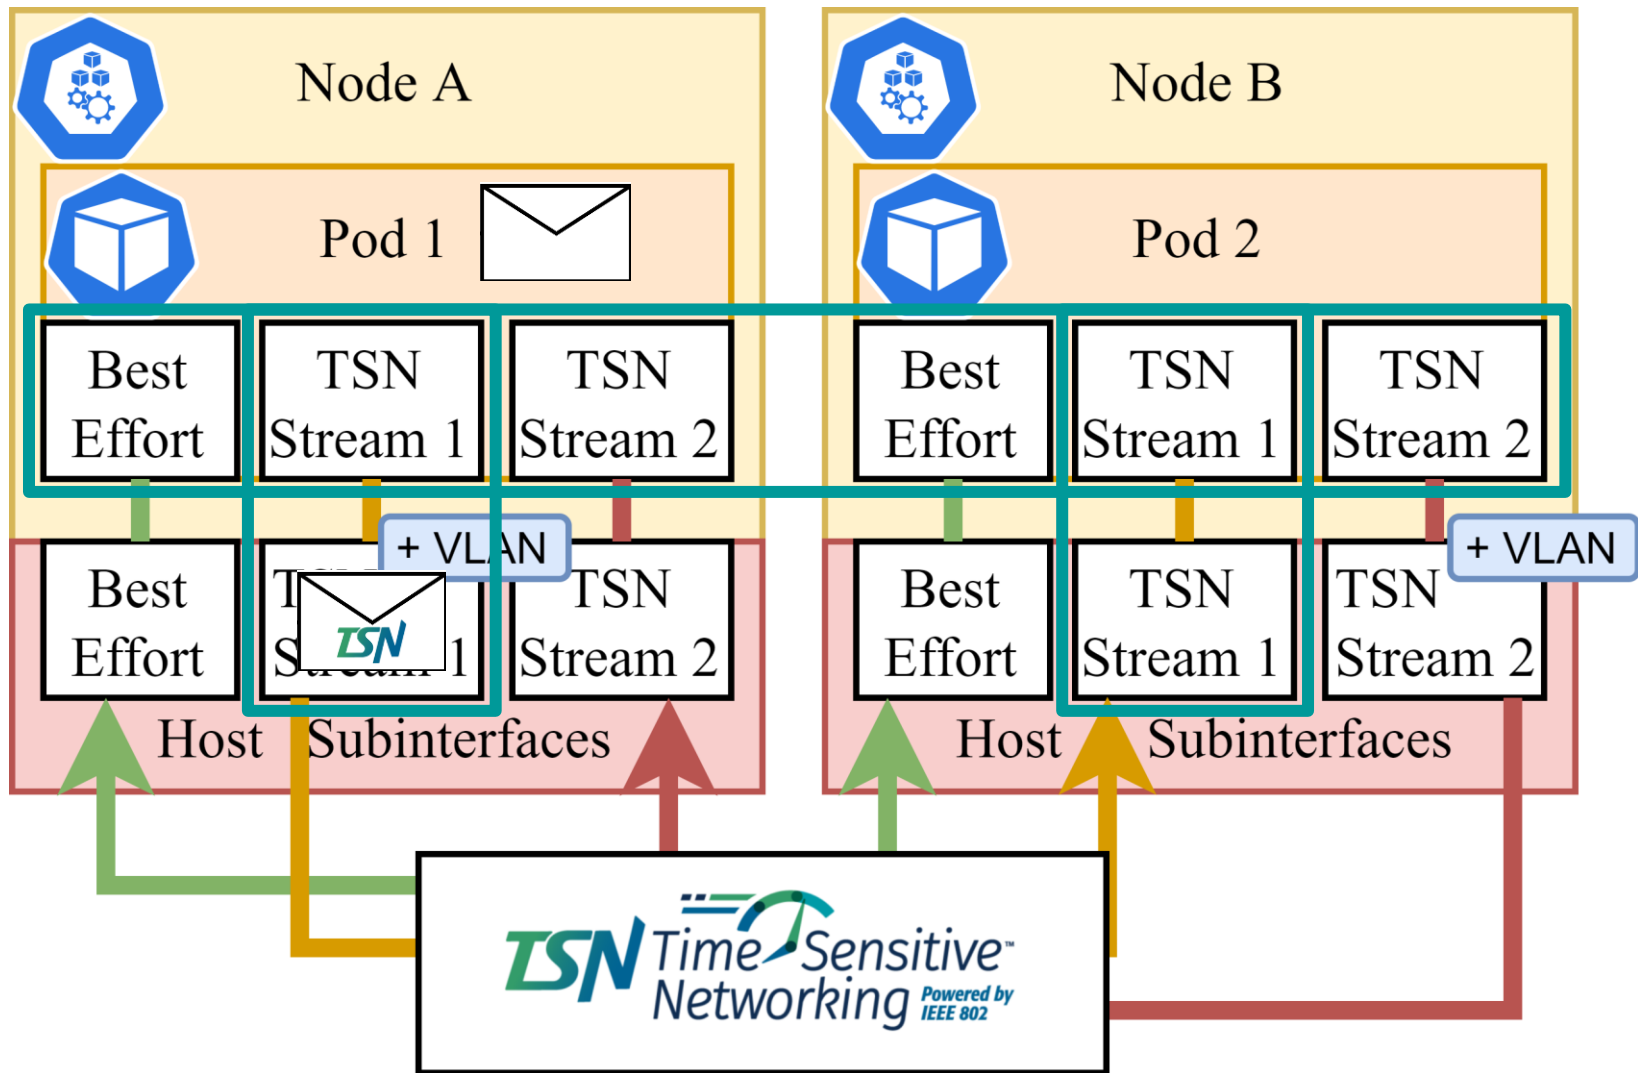 Node A
Node B
Pod 1
Pod 2
Best
Effort
TSN
Stream 1
TSN
Stream 2
Best
Effort
TSN
Stream 1
TSN
Stream 2
+ VLAN
+ VLAN
Best
Effort
TSN
Stream 1
TSN
TSN
Stream 2
Best
Effort
TSN
Stream 1
TSN
Stream 2
Host Subinterfaces
Host Subinterfaces
TSN Time Sensitive™
Networking
Powered by
IEEE 802